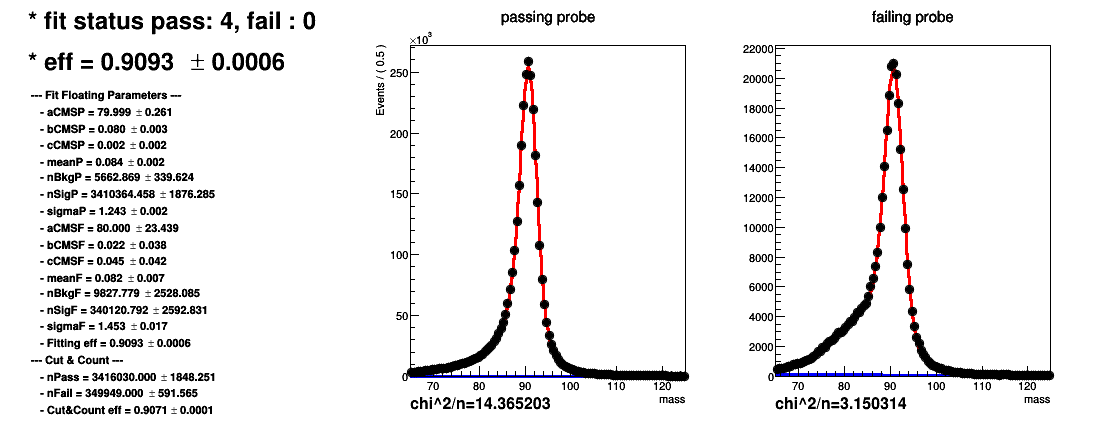 * fit status pass: 4, fail : 0
* eff = 0.9093 ± 0.0006
--- Fit Floating Parameters ---
- aCMSP = 79.999 ± 0.261
- bCMSP = 0.080 ± 0.003
- cCMSP = 0.002 ± 0.002
- meanP = 0.084 ± 0.002
- nBkgP = 5662.869 ± 339.624
- nSigP = 3410364.458 ± 1876.285
- sigmaP = 1.243 ± 0.002
- aCMSF = 80.000 ± 23.439
- bCMSF = 0.022 ± 0.038
- cCMSF = 0.045 ± 0.042
- meanF = 0.082 ± 0.007
- nBkgF = 9827.779 ± 2528.085
- nSigF = 340120.792 ± 2592.831
- sigmaF = 1.453 ± 0.017
- Fitting eff = 0.9093 ± 0.0006
--- Cut & Count ---
- nPass = 3416030.000 ± 1848.251
- nFail = 349949.000 ± 591.565
- Cut&Count eff = 0.9071 ± 0.0001
passing probe
×10³
Events / ( 0.5 )
250
200
150
100
50
0
70 80 90 100 110 120
mass
chi^2/n=14.365203
failing probe
22000
20000
18000
16000
14000
12000
10000
8000
6000
4000
2000
0
70 80 90 100 110 120
mass
chi^2/n=3.150314